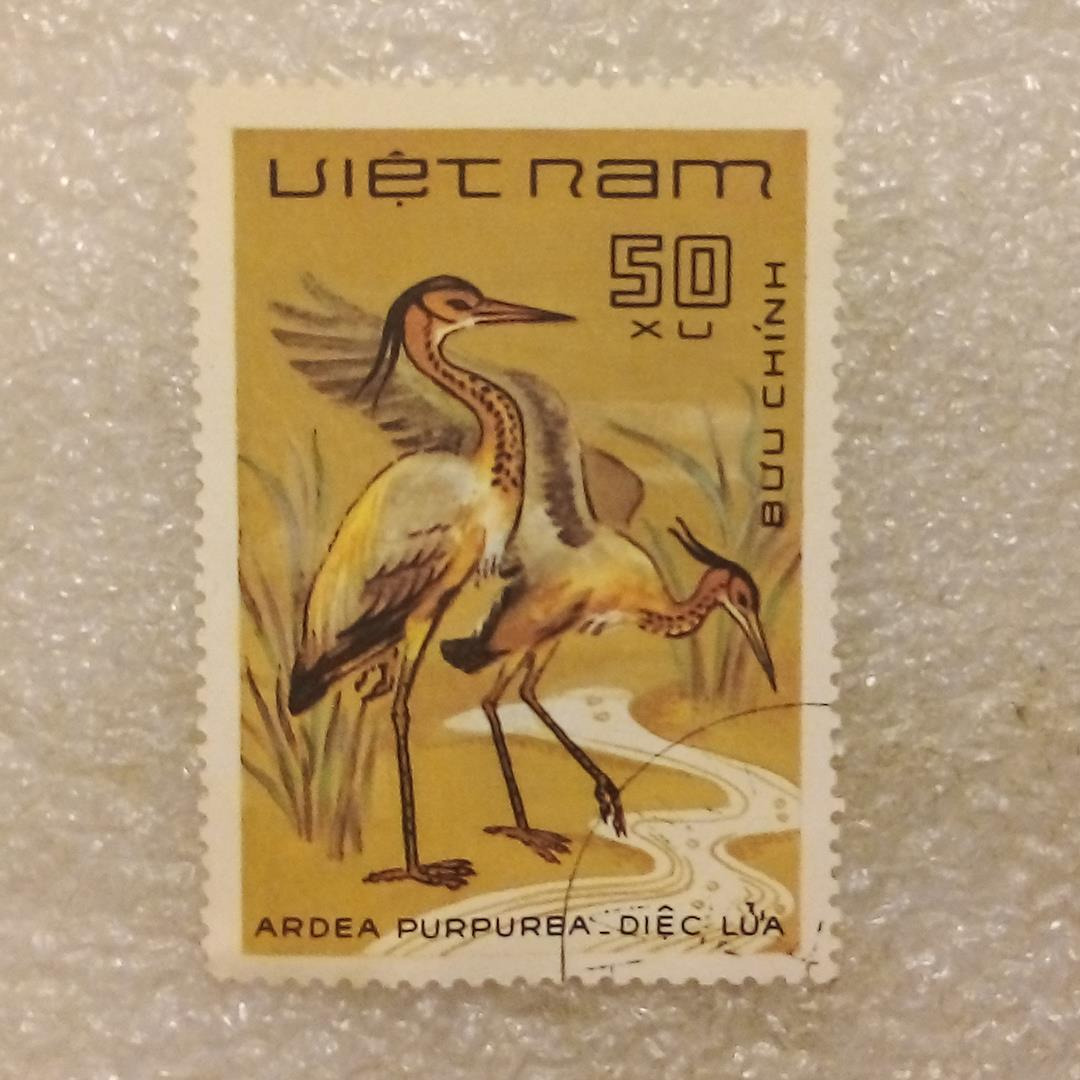 việt nam
50
XU
BƯU CHÍNH
ARDEA PURPUREA - DIỆC LỬA